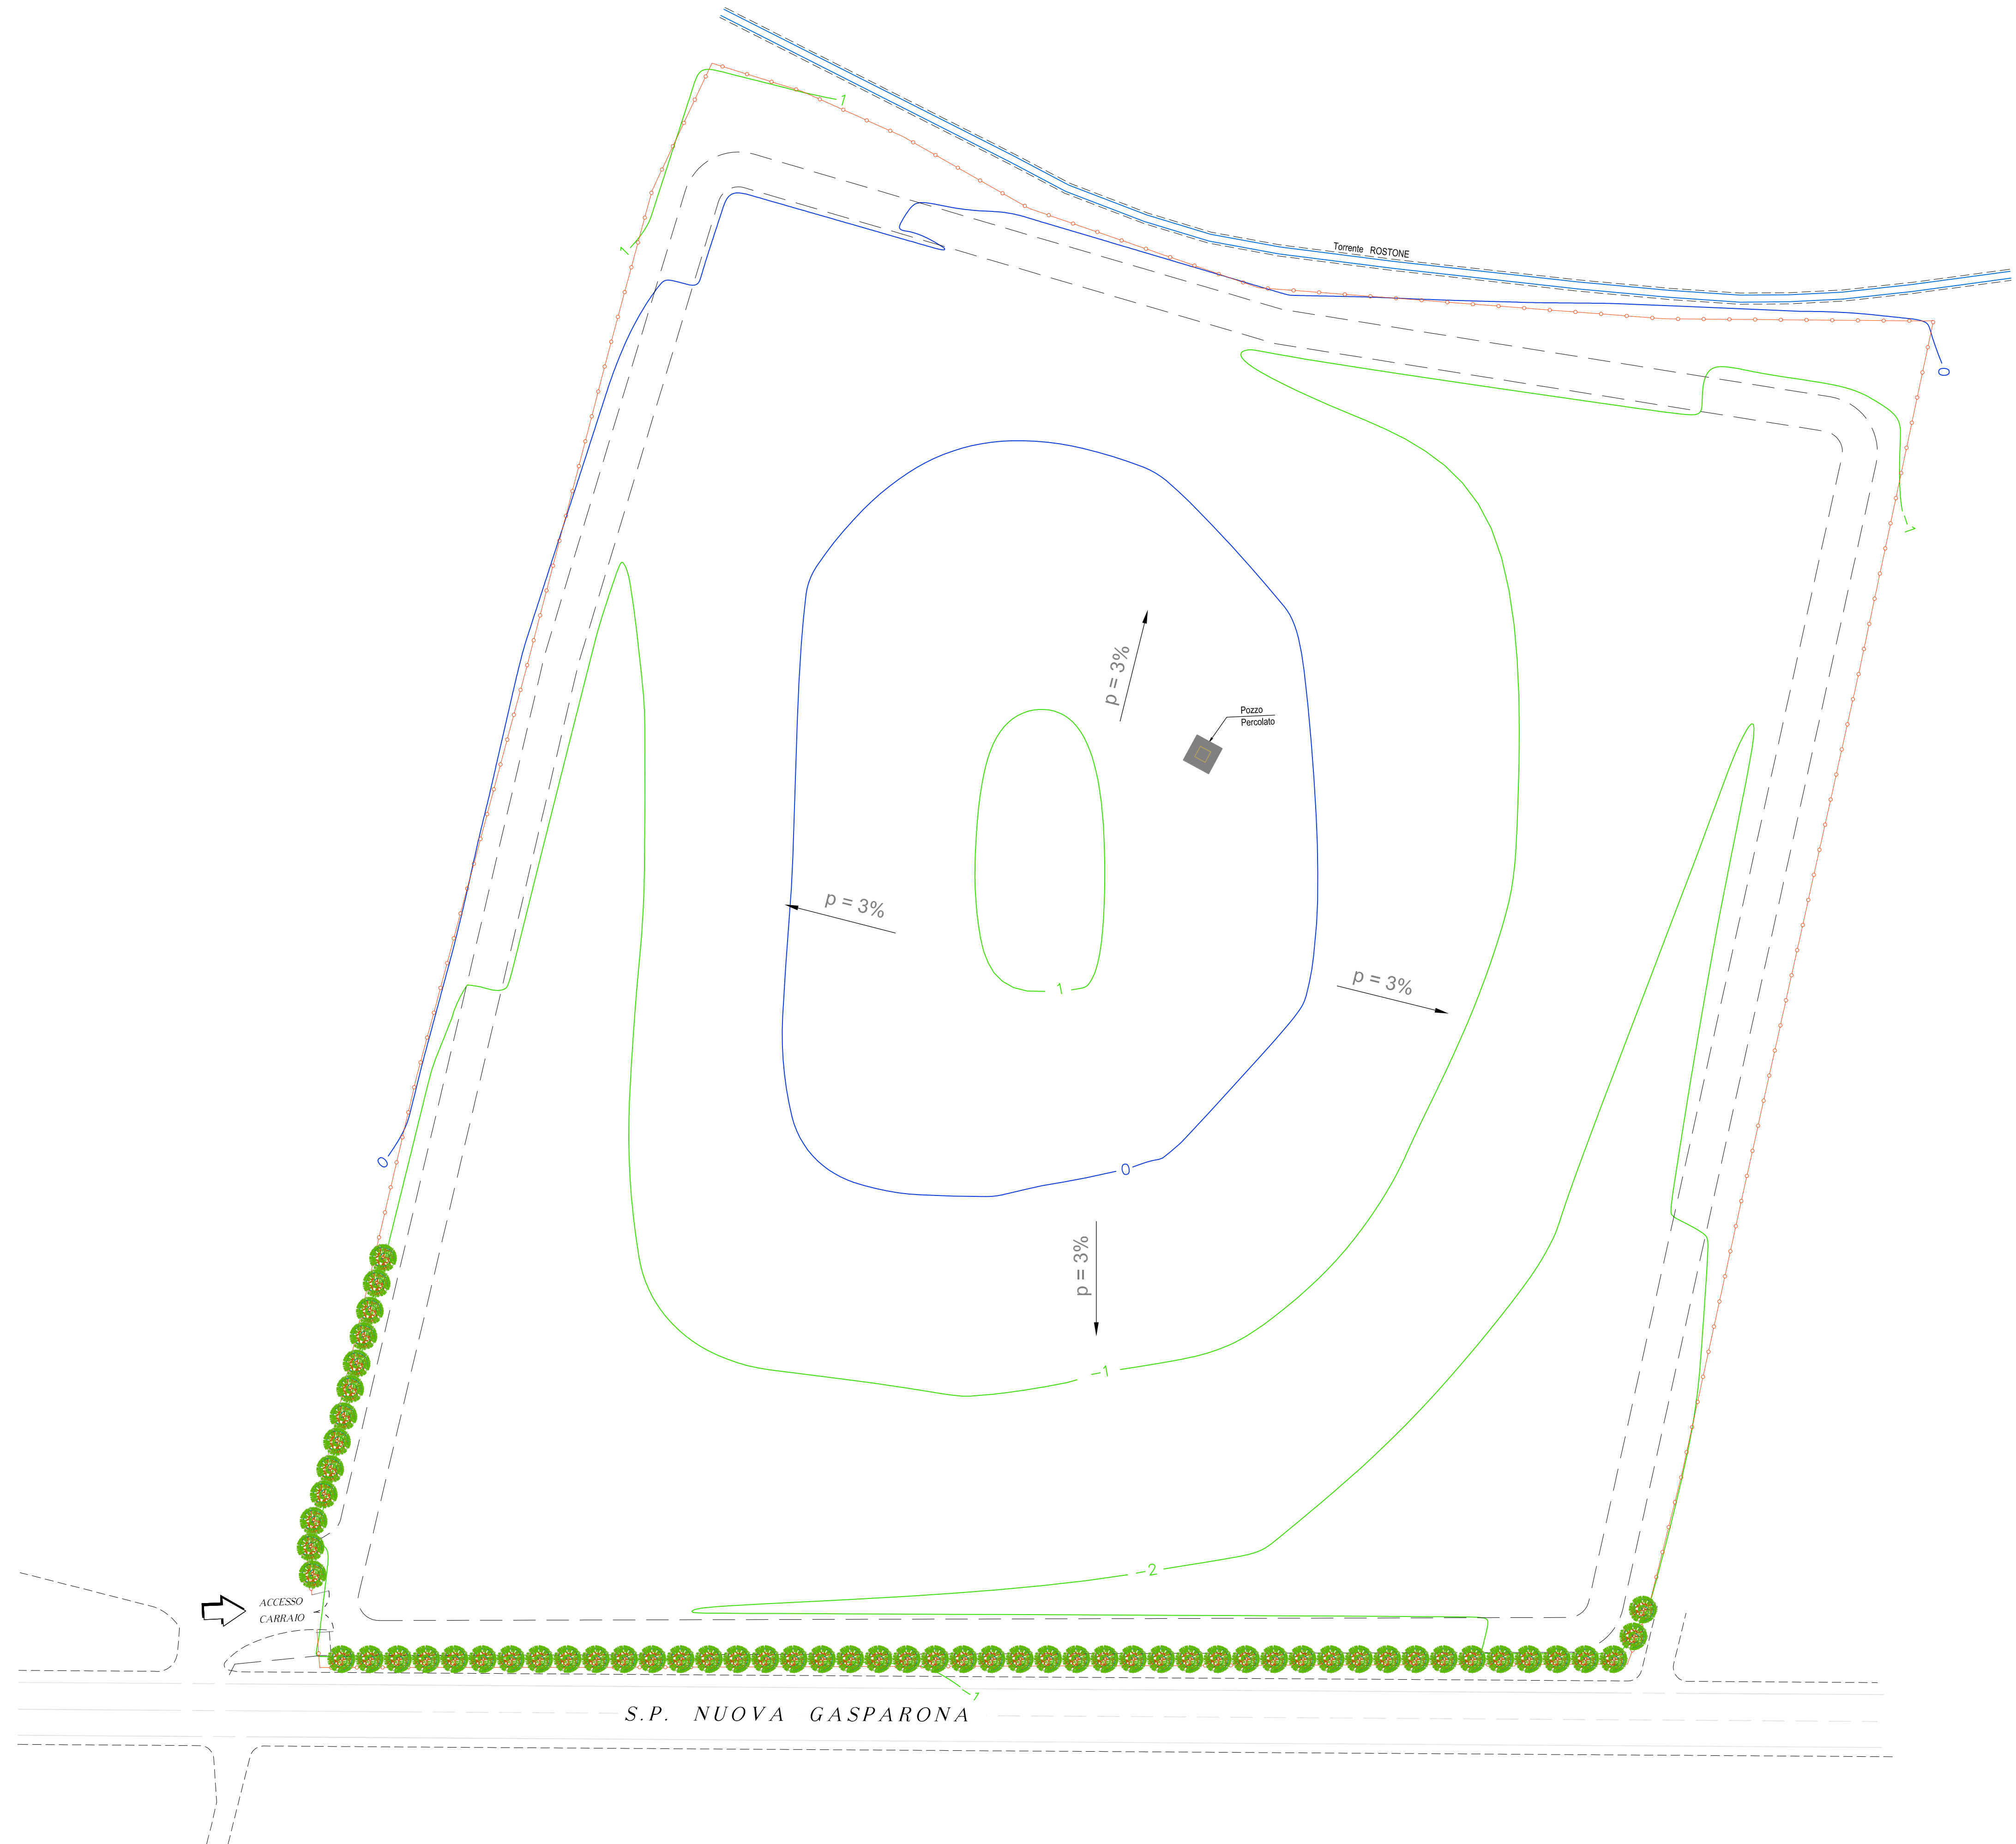 1
Torrente ROSTONE
1
0
1
p = 3%
Pozzo
Percolato
p = 3%
p = 3%
1
0
0
p = 3%
-1
-2
ACCESSO
CARRAIO
-1
S.P. NUOVA GASPARONA